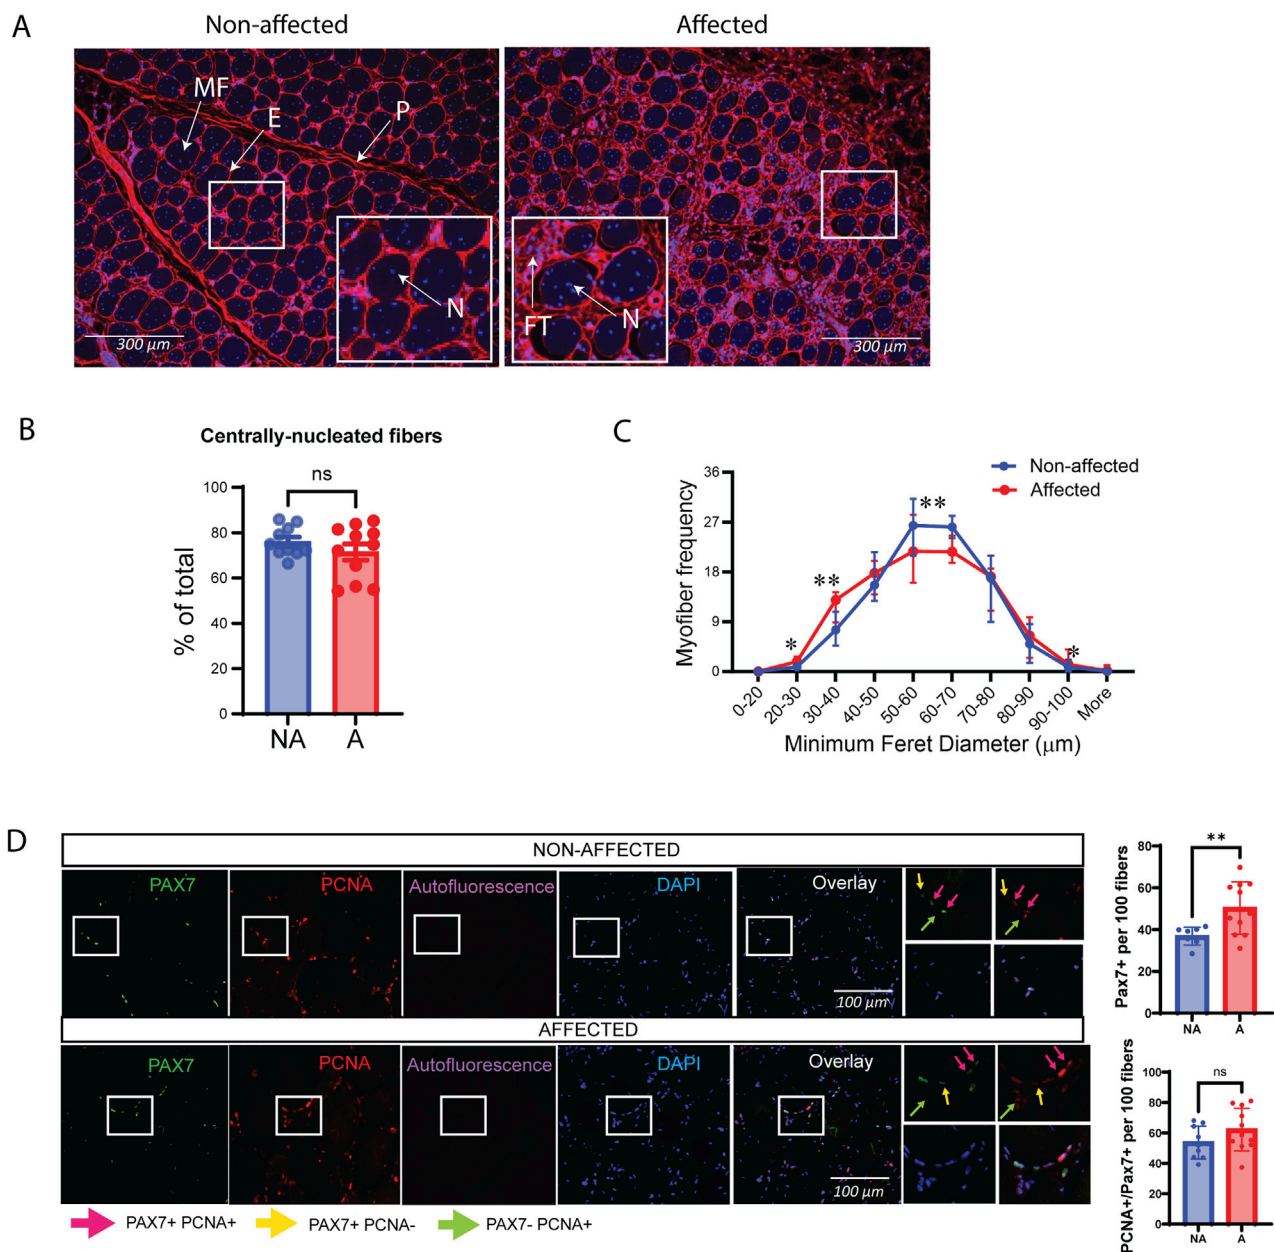 A
Non-affected
Affected
MF
E
P
N
300 μm
FT
N
300 μm
B
Centrally-nucleated fibers
ns
% of total
100
80
60
40
20
0
NA
A
C
Myofiber frequency
36
27
18
9
0
Non-affected
Affected
*
**
**
*
0-20
20-30
30-40
40-50
50-60
60-70
70-80
80-90
90-100
More
Minimum Feret Diameter (μm)
D
NON-AFFECTED
PAX7
PCNA
Autofluorescence
DAPI
Overlay
100 μm
AFFECTED
PAX7
PCNA
Autofluorescence
DAPI
Overlay
100 μm
PAX7+ PCNA+
PAX7+ PCNA-
PAX7- PCNA+
Pax7+ per 100 fibers
80
60
40
20
0
**
NA
A
PCNA+/Pax7+ per 100 fibers
100
80
60
40
20
0
ns
NA
A